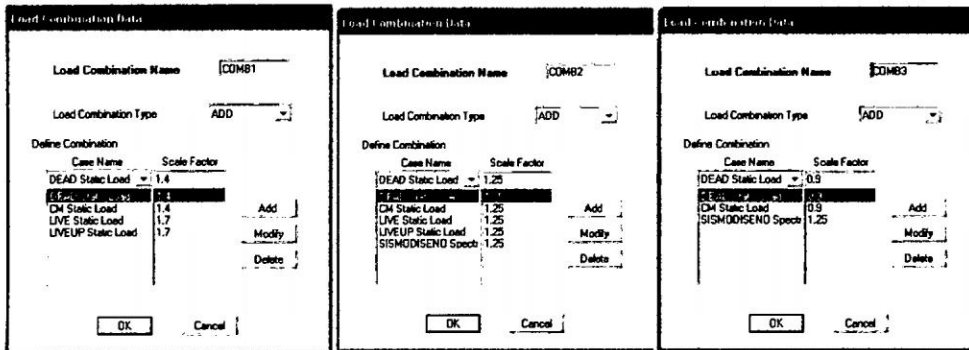 Load Combination Data
Load Combination Name COMB1
Load Combination Type ADD
Define Combination
Case Name Scale Factor
DEAD Static Load 1.4
CM Static Load 1.4
LIVE Static Load 1.7
LIVEUP Static Load 1.7
Add
Modify
Delete
OK Cancel
Load Combination Data
Load Combination Name COMB2
Load Combination Type ADD
Define Combination
Case Name Scale Factor
DEAD Static Load 1.25
CM Static Load 1.25
LIVE Static Load 1.25
LIVEUP Static Load 1.25
SISMODISENO Spectr 1.25
Add
Modify
Delete
OK Cancel
Load Combination Data
Load Combination Name COMB3
Load Combination Type ADD
Define Combination
Case Name Scale Factor
DEAD Static Load 0.9
CM Static Load 0.9
SISMODISENO Spectr 1.25
Add
Modify
Delete
OK Cancel